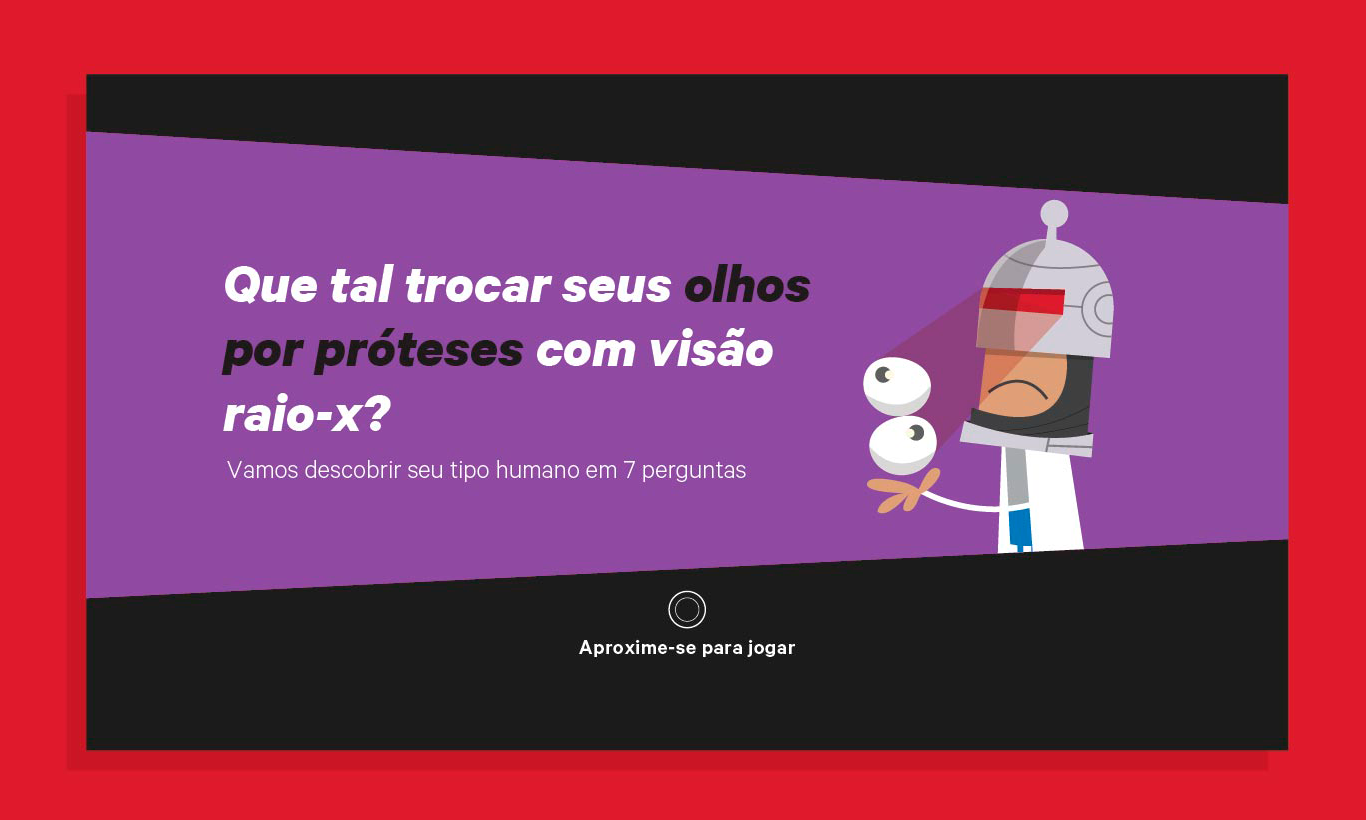 Que tal trocar seus olhos
por próteses com visão
raio-x?
Vamos descobrir seu tipo humano em 7 perguntas
Aproxime-se para jogar